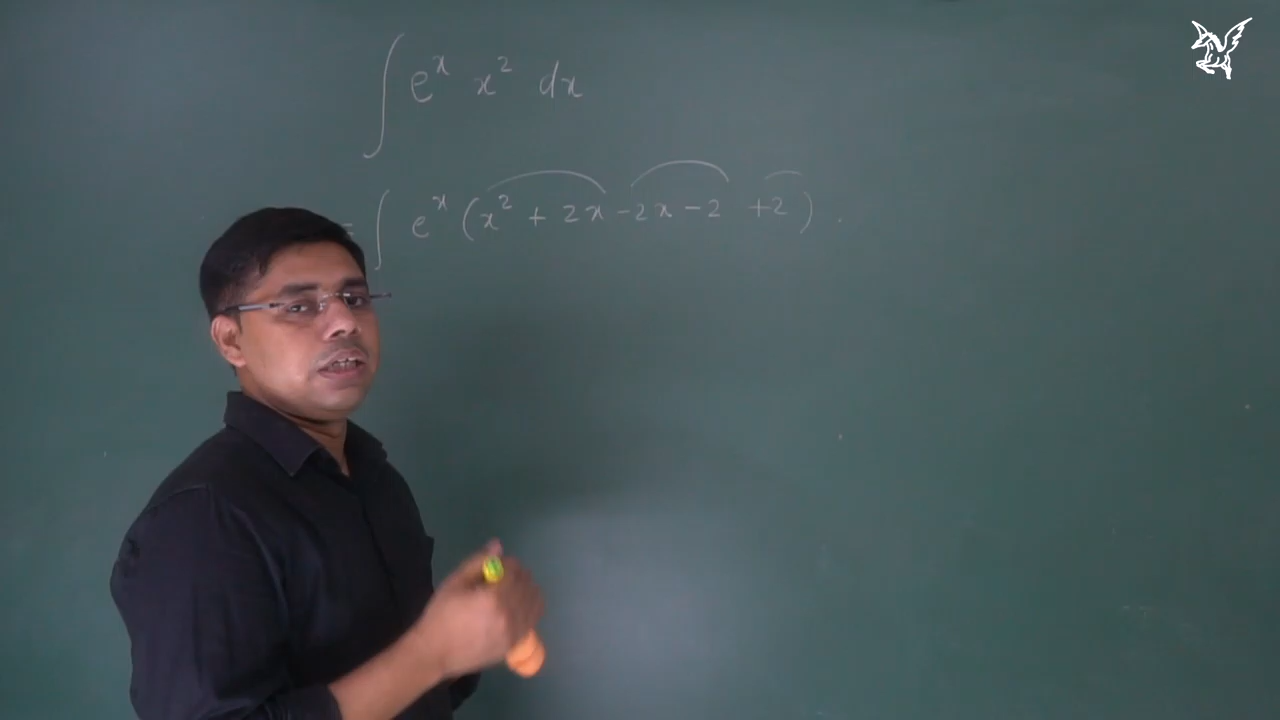 ∫ eˣ x² dx
= ∫ eˣ (x² + 2x - 2x - 2 + 2) .